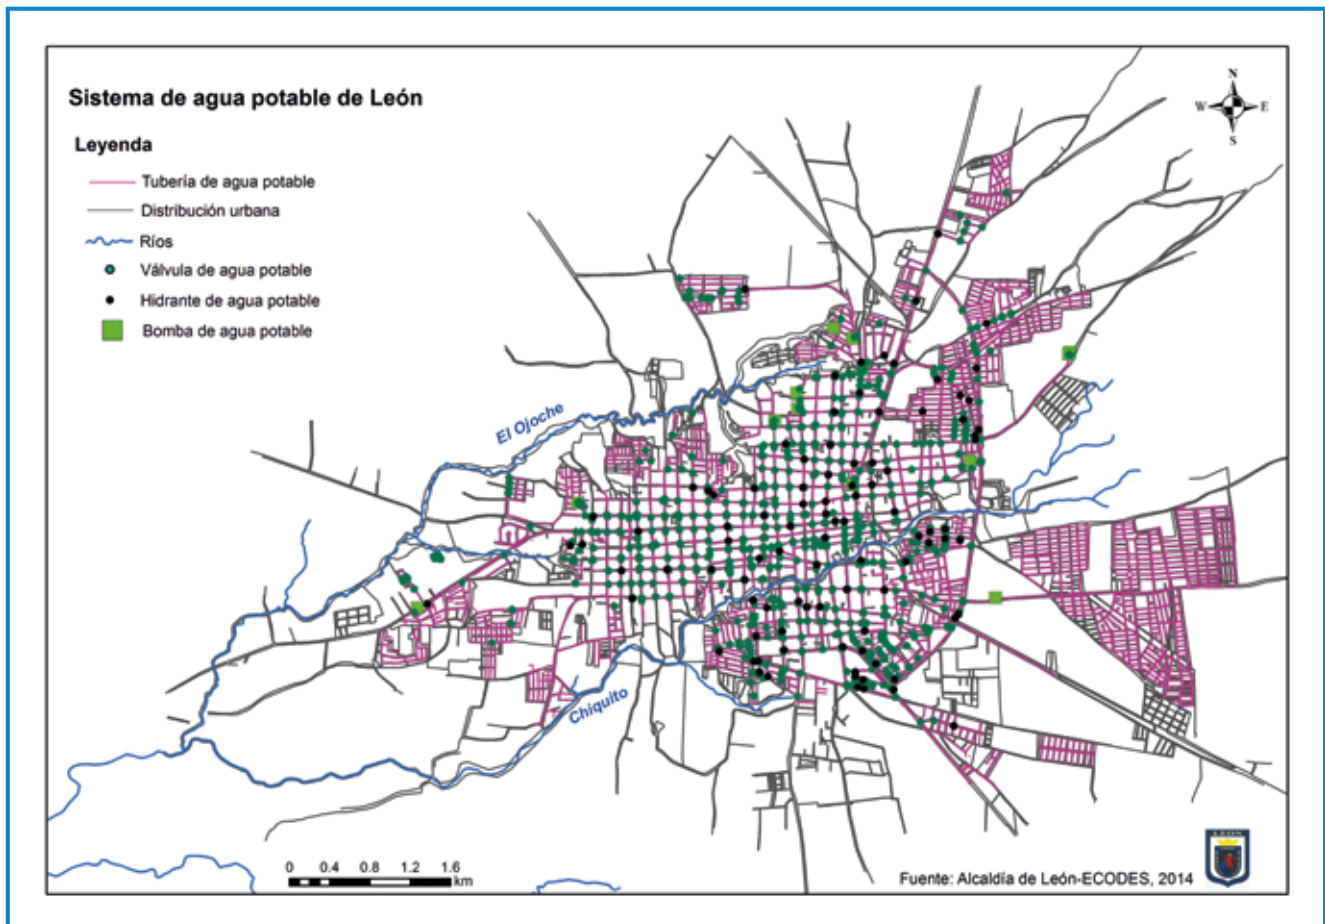 Sistema de agua potable de León
Leyenda
Tubería de agua potable
Distribución urbana
Ríos
Válvula de agua potable
Hidrante de agua potable
Bomba de agua potable
N
W E
S
El Ojoche
Chiquito
0 0.4 0.8 1.2 1.6
km
Fuente: Alcaldía de León-ECODES, 2014
LEON